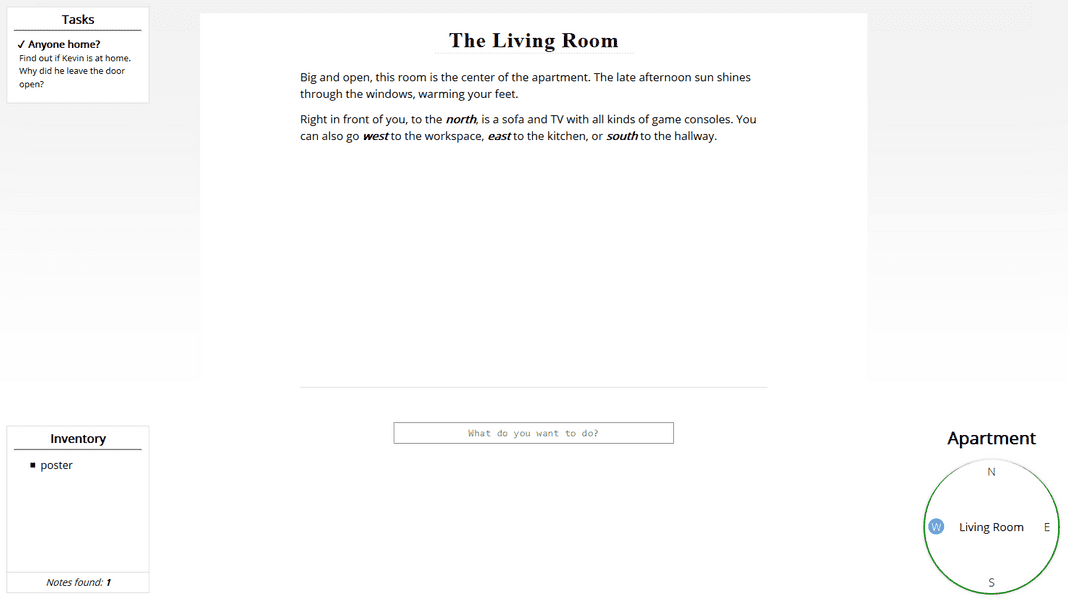 Tasks
✓ Anyone home?
Find out if Kevin is at home.
Why did he leave the door
open?
The Living Room
Big and open, this room is the center of the apartment. The late afternoon sun shines
through the windows, warming your feet.
Right in front of you, to the north, is a sofa and TV with all kinds of game consoles. You
can also go west to the workspace, east to the kitchen, or south to the hallway.
What do you want to do?
Inventory
poster
Notes found: 1
Apartment
N
W
Living Room
E
S